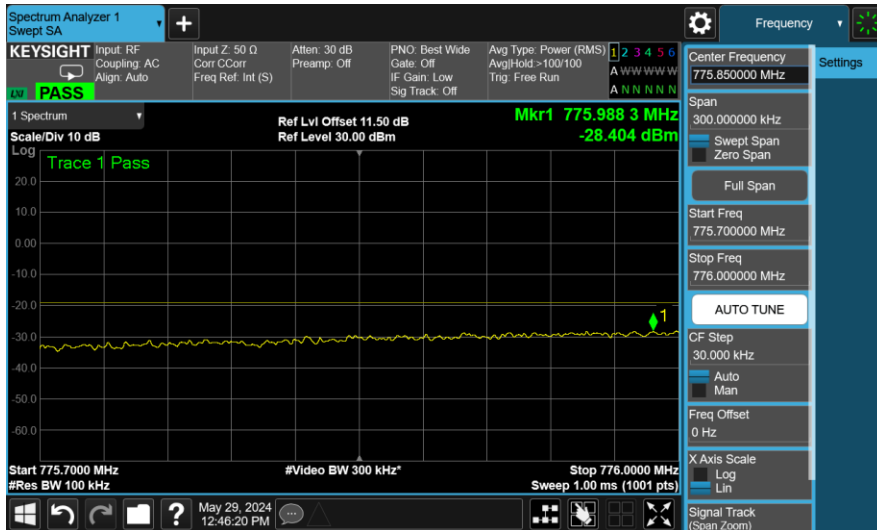 Spectrum Analyzer 1
Swept SA
+
Frequency
KEYSIGHT
Input: RF
Coupling: AC
Align: Auto
Input Z: 50 Ω
Corr CCorr
Freq Ref: Int (S)
Atten: 30 dB
Preamp: Off
PNO: Best Wide
Gate: Off
IF Gain: Low
Sig Track: Off
Avg Type: Power (RMS)
Avg|Hold:>100/100
Trig: Free Run
1 2 3 4 5 6
A W W W W W
A N N N N N
LXI
PASS
1 Spectrum
Scale/Div 10 dB
Ref Lvl Offset 11.50 dB
Ref Level 30.00 dBm
Mkr1 775.988 3 MHz
-28.404 dBm
Log
Trace 1 Pass
20.0
10.0
0.00
-10.0
-20.0
-30.0
-40.0
-50.0
-60.0
1
Start 775.7000 MHz
#Res BW 100 kHz
#Video BW 300 kHz*
Stop 776.0000 MHz
Sweep 1.00 ms (1001 pts)
?
May 29, 2024
12:46:20 PM
Center Frequency
775.850000 MHz
Settings
Span
300.000000 kHz
Swept Span
Zero Span
Full Span
Start Freq
775.700000 MHz
Stop Freq
776.000000 MHz
AUTO TUNE
CF Step
30.000 kHz
Auto
Man
Freq Offset
0 Hz
X Axis Scale
Log
Lin
Signal Track
(Span Zoom)